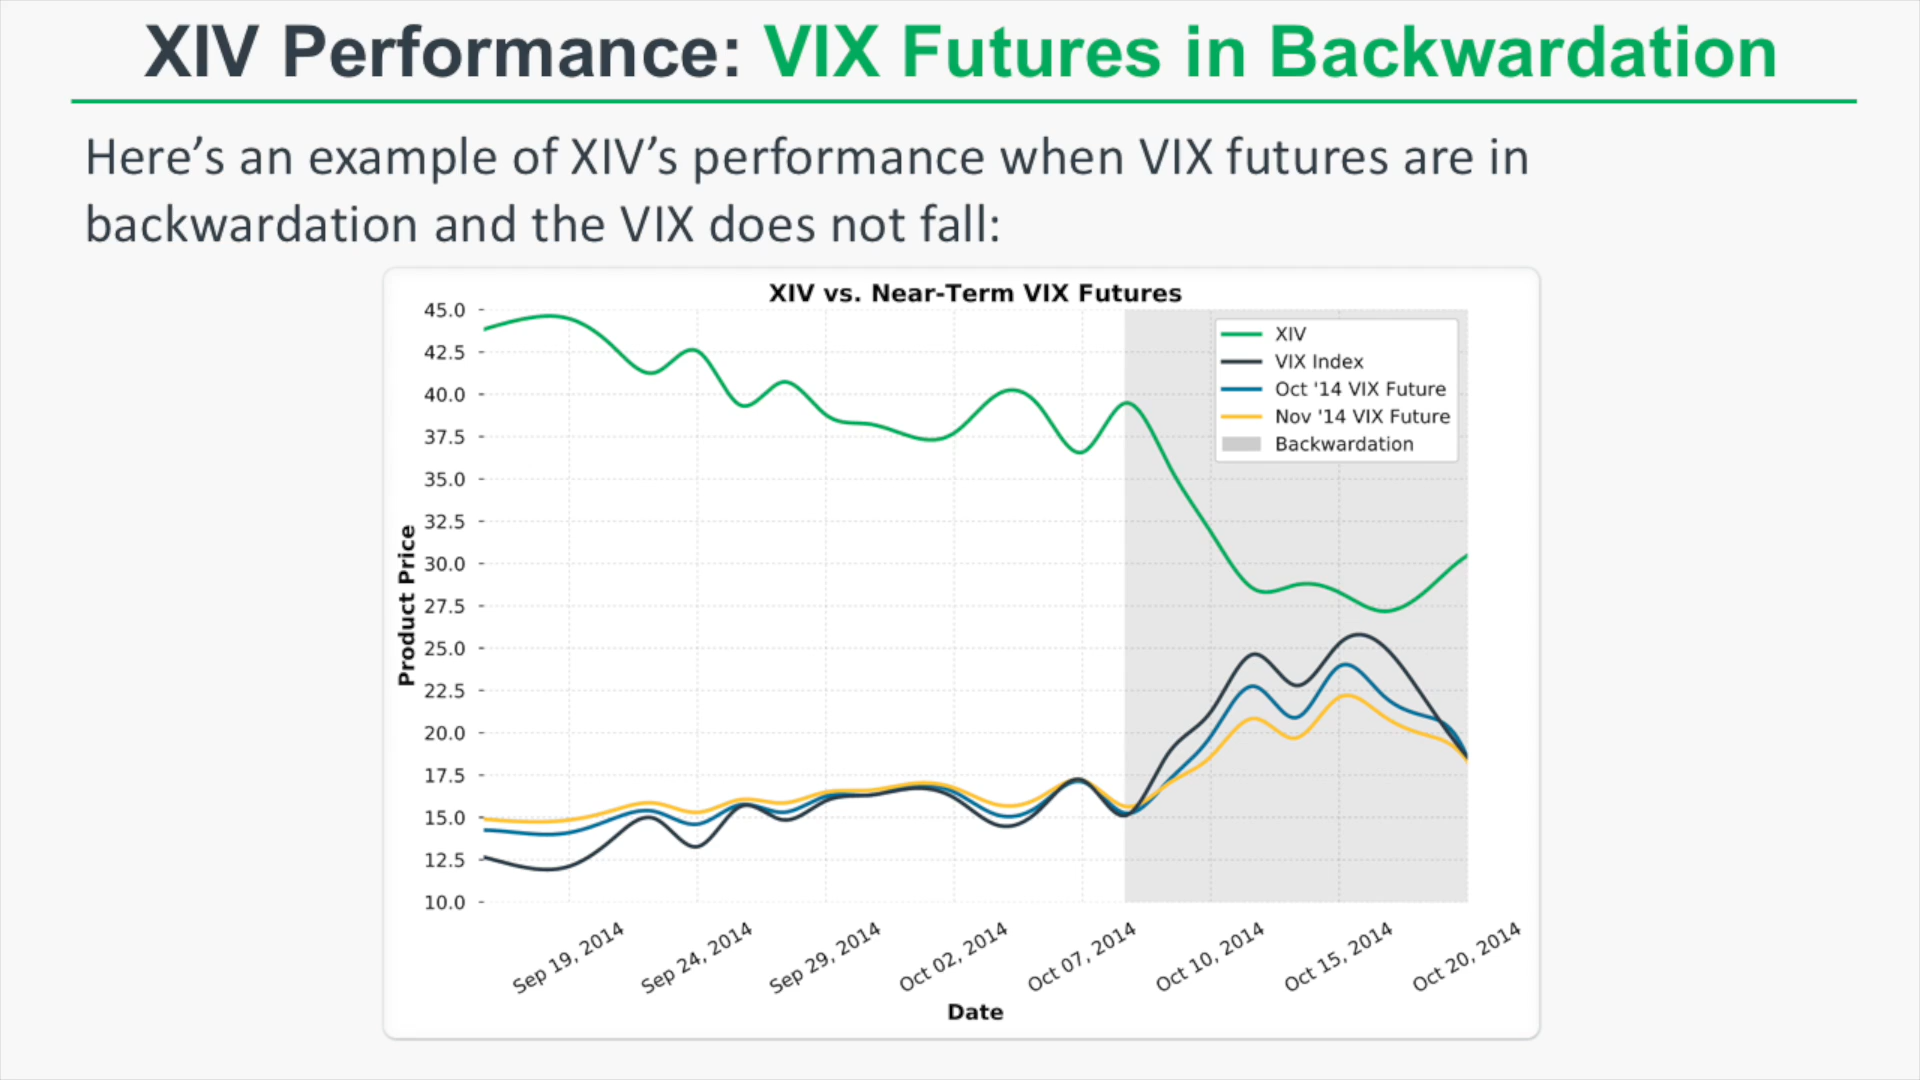 XIV Performance: VIX Futures in Backwardation
Here’s an example of XIV’s performance when VIX futures are in
backwardation and the VIX does not fall:
XIV vs. Near-Term VIX Futures
45.0
42.5
40.0
37.5
35.0
32.5
30.0
27.5
25.0
22.5
20.0
17.5
15.0
12.5
10.0
Product Price
XIV
VIX Index
Oct '14 VIX Future
Nov '14 VIX Future
Backwardation
Sep 19, 2014
Sep 24, 2014
Sep 29, 2014
Oct 02, 2014
Oct 07, 2014
Oct 10, 2014
Oct 15, 2014
Oct 20, 2014
Date